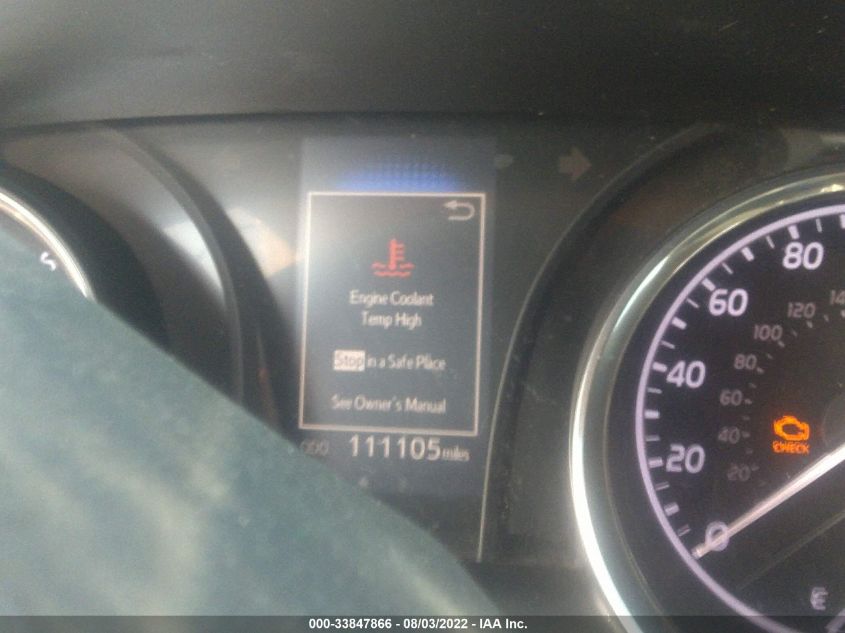 Engine Coolant
Temp High
Stop in a Safe Place
See Owner's Manual
ODO 111105 miles
80
60
40
20
0
120
100
80
60
40
20
CHECK
E
000-33847866 | 08/03/2022 - IAA Inc.